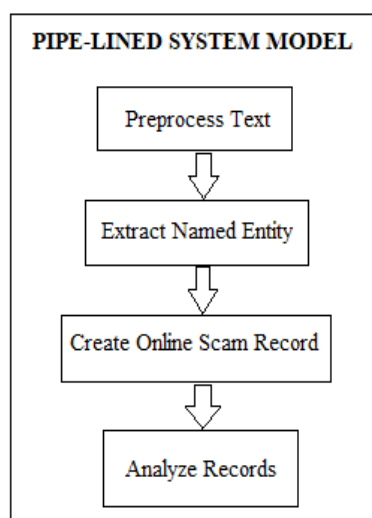 PIPE-LINED SYSTEM MODEL
Preprocess Text
Extract Named Entity
Create Online Scam Record
Analyze Records